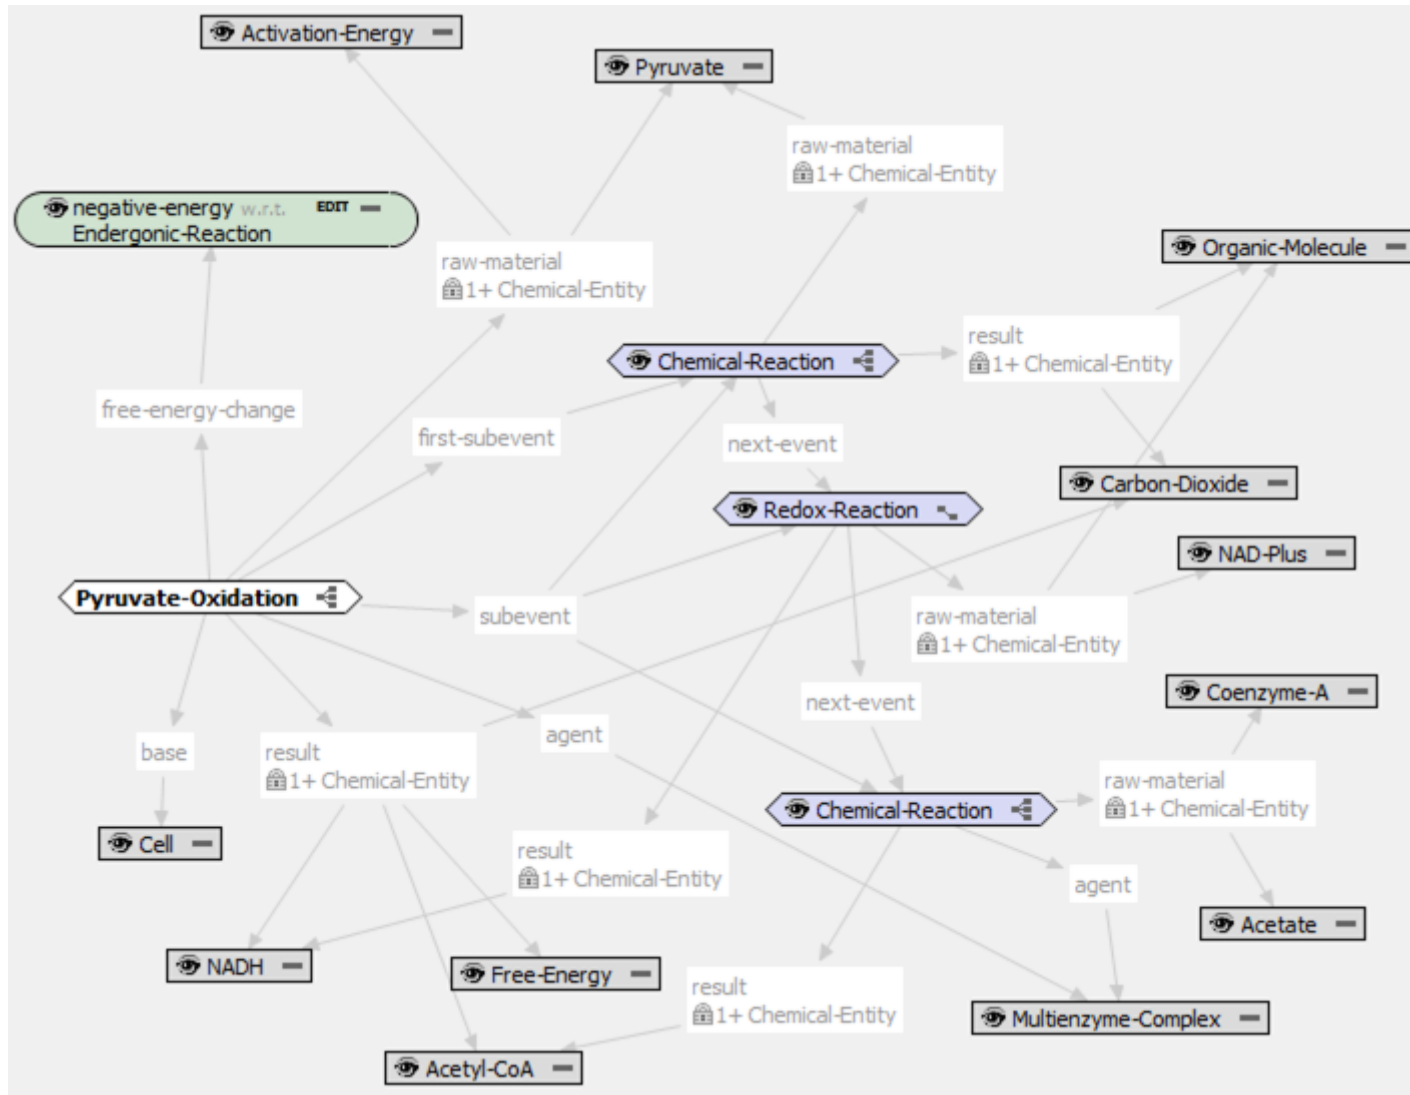 Activation-Energy
Pyruvate
raw-material
1+ Chemical-Entity
negative-energy w.r.t. EDIT
Endergonic-Reaction
Organic-Molecule
raw-material
1+ Chemical-Entity
result
1+ Chemical-Entity
Chemical-Reaction
free-energy-change
first-subevent
next-event
Carbon-Dioxide
Redox-Reaction
NAD-Plus
Pyruvate-Oxidation
subevent
raw-material
1+ Chemical-Entity
Coenzyme-A
next-event
agent
base
result
1+ Chemical-Entity
raw-material
1+ Chemical-Entity
Chemical-Reaction
Cell
result
1+ Chemical-Entity
agent
Acetate
NADH
Free-Energy
result
1+ Chemical-Entity
Multienzyme-Complex
Acetyl-CoA